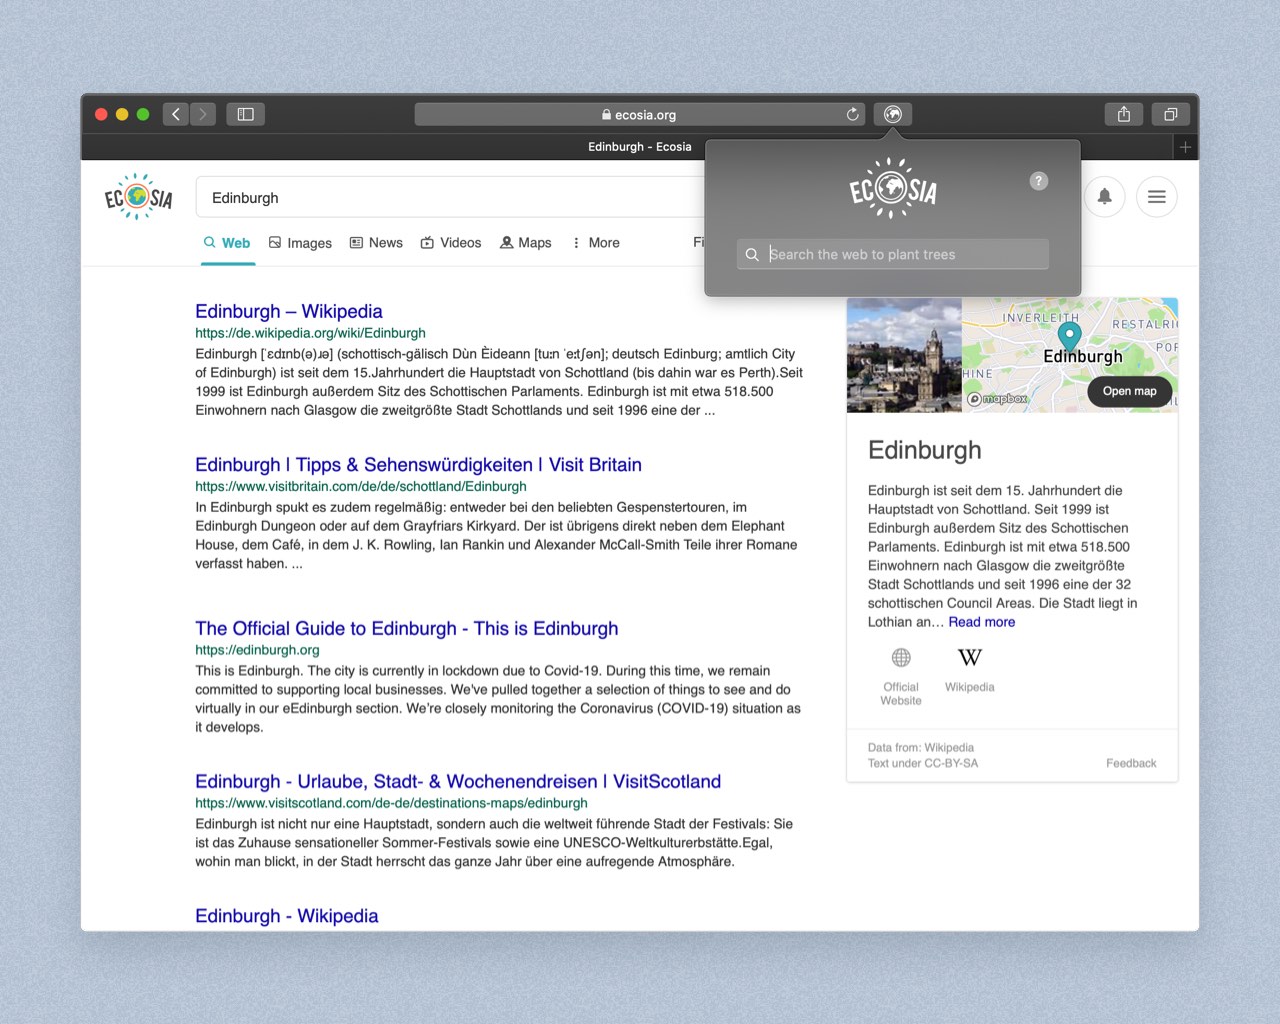 ecosia.org
Edinburgh - Ecosia
ECOSIA
Edinburgh
ECOSIA
?
Search the web to plant trees
Web
Images
News
Videos
Maps
More
Fi
Edinburgh – Wikipedia
https://de.wikipedia.org/wiki/Edinburgh
Edinburgh [ˈɛdɪnb(ə)ɹə] (schottisch-gälisch Dùn Èideann [tuːn ˈeːtʃən]; deutsch Edinburg; amtlich City
of Edinburgh) ist seit dem 15.Jahrhundert die Hauptstadt von Schottland (bis dahin war es Perth).Seit
1999 ist Edinburgh außerdem Sitz des Schottischen Parlaments. Edinburgh ist mit etwa 518.500
Einwohnern nach Glasgow die zweitgrößte Stadt Schottlands und seit 1996 eine der ...
Edinburgh | Tipps & Sehenswürdigkeiten | Visit Britain
https://www.visitbritain.com/de/de/schottland/Edinburgh
In Edinburgh spukt es zudem regelmäßig: entweder bei den beliebten Gespenstertouren, im
Edinburgh Dungeon oder auf dem Grayfriars Kirkyard. Der ist übrigens direkt neben dem Elephant
House, dem Café, in dem J. K. Rowling, Ian Rankin und Alexander McCall-Smith Teile ihrer Romane
verfasst haben. ...
The Official Guide to Edinburgh - This is Edinburgh
https://edinburgh.org
This is Edinburgh. The city is currently in lockdown due to Covid-19. During this time, we remain
committed to supporting local businesses. We've pulled together a selection of things to see and do
virtually in our eEdinburgh section. We're closely monitoring the Coronavirus (COVID-19) situation as
it develops.
Edinburgh - Urlaube, Stadt- & Wochenendreisen | VisitScotland
https://www.visitscotland.com/de-de/destinations-maps/edinburgh
Edinburgh ist nicht nur eine Hauptstadt, sondern auch die weltweit führende Stadt der Festivals: Sie
ist das Zuhause sensationeller Sommer-Festivals sowie eine UNESCO-Weltkulturerbstätte.Egal,
wohin man blickt, in der Stadt herrscht das ganze Jahr über eine aufregende Atmosphäre.
Edinburgh - Wikipedia
INVERLEITH
RESTALRI
Edinburgh
HINE
Open map
mapbox
Edinburgh
Edinburgh ist seit dem 15. Jahrhundert die
Hauptstadt von Schottland. Seit 1999 ist
Edinburgh außerdem Sitz des Schottischen
Parlaments. Edinburgh ist mit etwa 518.500
Einwohnern nach Glasgow die zweitgrößte
Stadt Schottlands und seit 1996 eine der 32
schottischen Council Areas. Die Stadt liegt in
Lothian an… Read more
W
Official
Website
Wikipedia
Data from: Wikipedia
Text under CC-BY-SA
Feedback